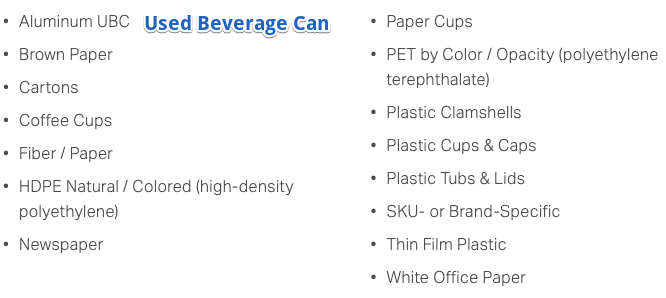 • Aluminum UBC Used Beverage Can
• Brown Paper
• Cartons
• Coffee Cups
• Fiber / Paper
• HDPE Natural / Colored (high-density
polyethylene)
• Newspaper
• Paper Cups
• PET by Color / Opacity (polyethylene
terephthalate)
• Plastic Clamshells
• Plastic Cups & Caps
• Plastic Tubs & Lids
• SKU- or Brand-Specific
• Thin Film Plastic
• White Office Paper